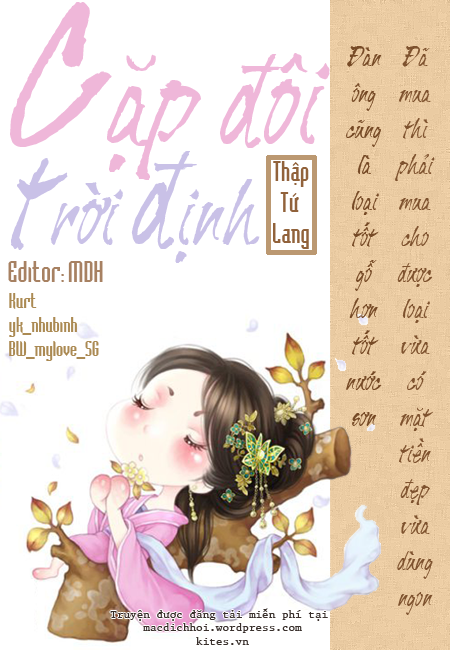 Cặp đôi
trời định
Thập
Tứ
Lang
Editor: MDH
Kurt
yk_nhubinh
BW_mylove_SG
Đàn
ông
cũng
là
loại
tốt
gỗ
hơn
tốt
nước
sơn
Đã
mua
thì
phải
mua
cho
được
loại
vừa
có
mặt
tiền
đẹp
vừa
dùng
ngon
Truyện được đăng tải miễn phí tại
macdichhoi.wordpress.com
kites.vn